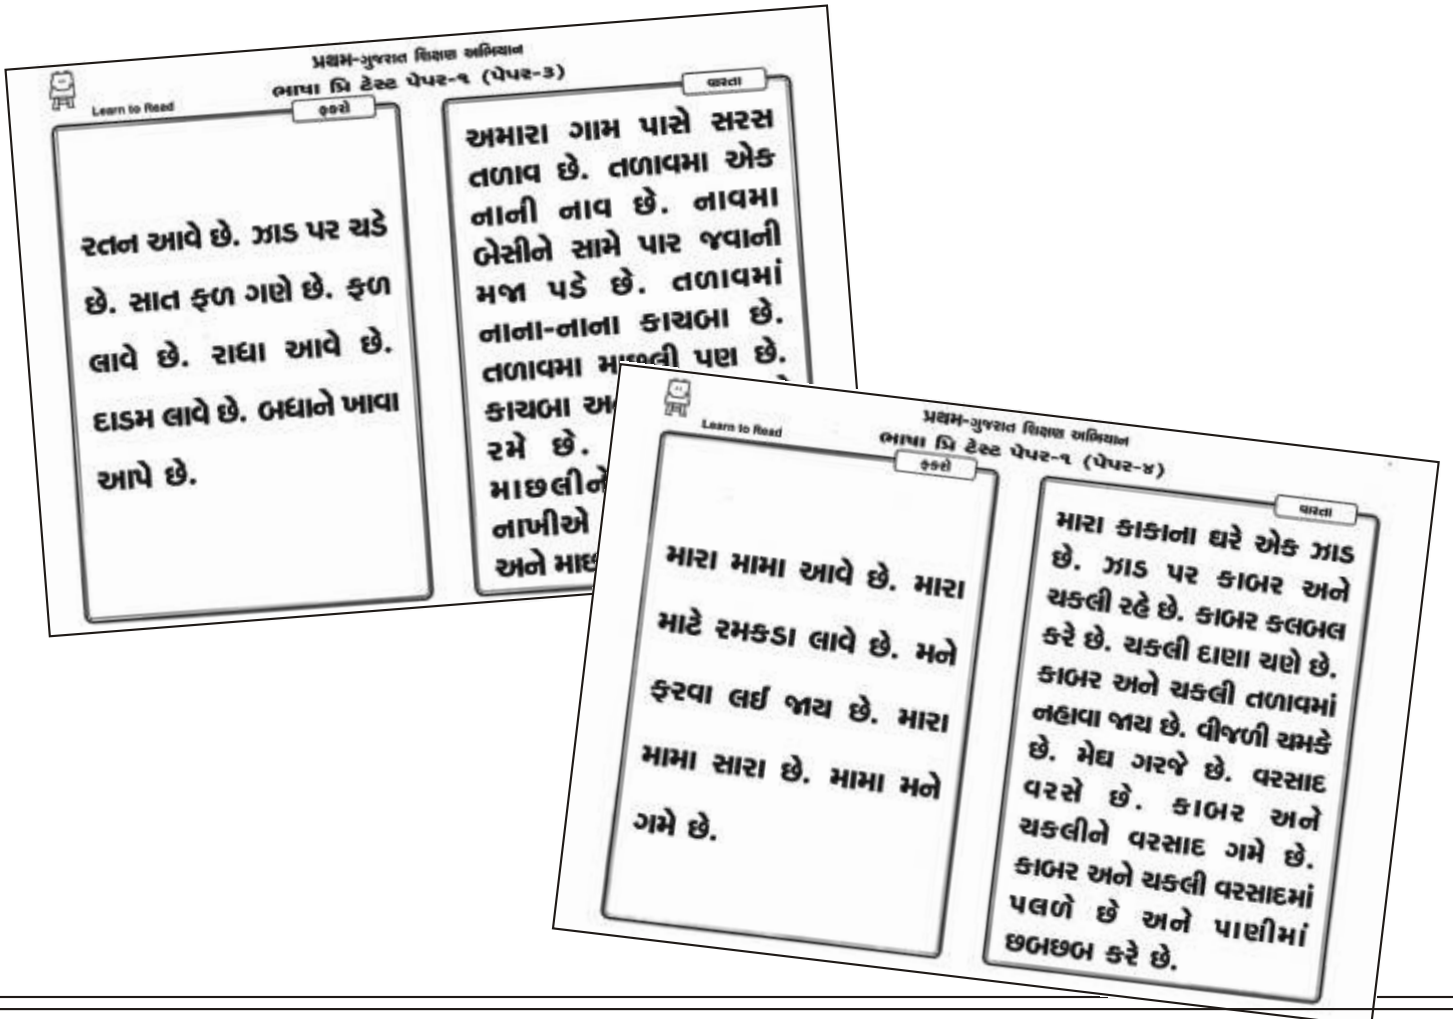 પ્રથમ-ગુજરાત શિક્ષણ અભિયાન
ભાષા પ્રિ ટેસ્ટ પેપર-૧ (પેપર-૩)
Learn to Read
ફકરો
રતન આવે છે. ઝાડ પર ચડે
છે. સાત ફળ ગણે છે. ફળ
લાવે છે. રાધા આવે છે.
દાડમ લાવે છે. બધાને ખાવા
આપે છે.
વારતા
અમારા ગામ પાસે સરસ
તળાવ છે. તળાવમા એક
નાની નાવ છે. નાવમા
બેસીને સામે પાર જવાની
મજા પડે છે. તળાવમાં
નાના-નાના કાચબા છે.
તળાવમા માછલી પણ છે.
કાચબા
રમે છે.
માછલીને
નાખીએ
અને
પ્રથમ-ગુજરાત શિક્ષણ અભિયાન
ભાષા પ્રિ ટેસ્ટ પેપર-૧ (પેપર-૪)
Learn to Read
ફકરો
મારા મામા આવે છે. મારા
માટે રમકડા લાવે છે. મને
ફરવા લઈ જાય છે. મારા
મામા સારા છે. મામા મને
ગમે છે.
વારતા
મારા કાકાના ઘરે એક ઝાડ
છે. ઝાડ પર કાબર અને
ચકલી રહે છે. કાબર કલબલ
કરે છે. ચકલી દાણા ચણે છે.
કાબર અને ચકલી તળાવમાં
નહાવા જાય છે. વીજળી ચમકે
છે. મેઘ ગરજે છે. વરસાદ
વરસે છે. કાબર અને
ચકલીને વરસાદ ગમે છે.
કાબર અને ચકલી વરસાદમાં
પલળે છે અને પાણીમાં
છબછબ કરે છે.